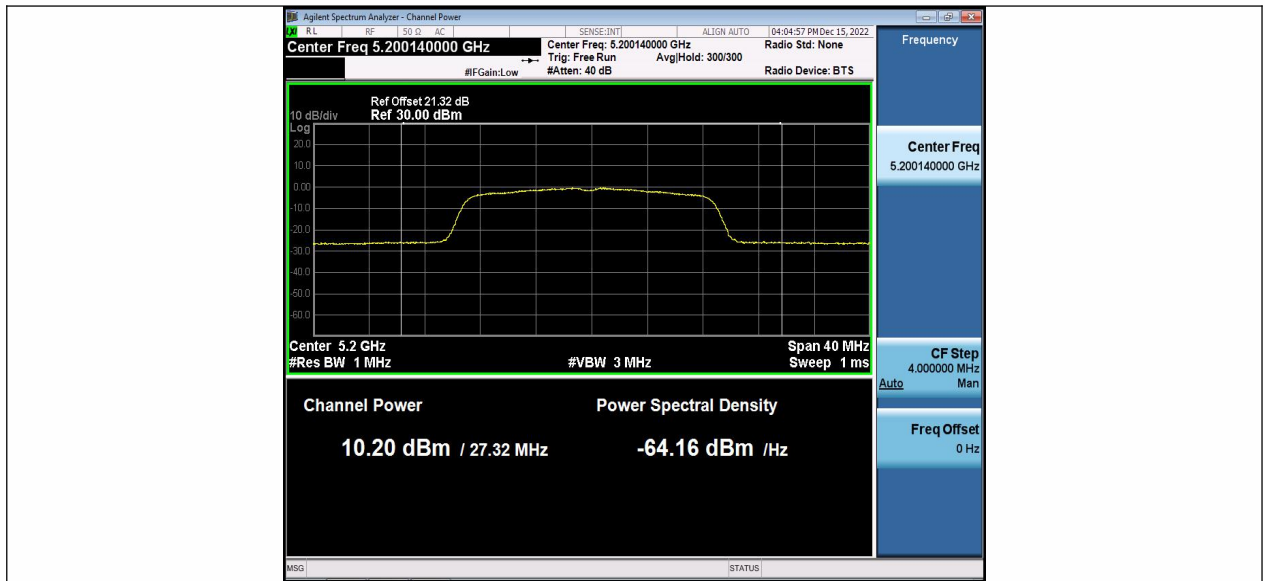 Agilent Spectrum Analyzer - Channel Power
RL RF 50 Ω AC SENSE:INT ALIGN AUTO 04:04:57 PM Dec 15, 2022
Center Freq 5.200140000 GHz
Center Freq: 5.200140000 GHz
Radio Std: None
Trig: Free Run Avg|Hold: 300/300
#IFGain:Low #Atten: 40 dB Radio Device: BTS
Ref Offset 21.32 dB
10 dB/div Ref 30.00 dBm
Log
20.0
10.0
0.00
-10.0
-20.0
-30.0
-40.0
-50.0
-60.0
Center 5.2 GHz Span 40 MHz
#Res BW 1 MHz #VBW 3 MHz Sweep 1 ms
Channel Power Power Spectral Density
10.20 dBm / 27.32 MHz -64.16 dBm /Hz
MSG STATUS
Frequency
Center Freq
5.200140000 GHz
CF Step
4.000000 MHz
Auto Man
Freq Offset
0 Hz